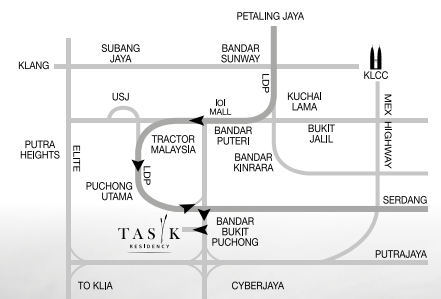 PETALING JAYA
SUBANG
JAYA
BANDAR
SUNWAY
KLANG
KLCC
LDP
USJ
IOI
MALL
KUCHAI
LAMA
MEX HIGHWAY
TRACTOR
MALAYSIA
BANDAR
PUTERI
BUKIT
JALIL
PUTRA
HEIGHTS
ELITE
BANDAR
KINRARA
LDP
PUCHONG
UTAMA
SERDANG
TASIK
RESIDENCY
BANDAR
BUKIT
PUCHONG
PUTRAJAYA
TO KLIA
CYBERJAYA